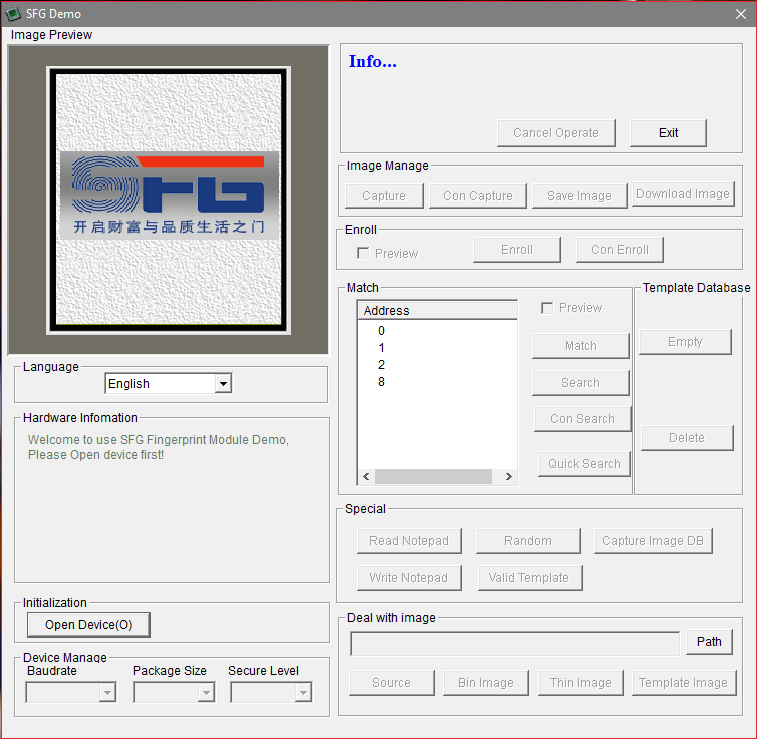 SFG Demo
Image Preview
SFG
开启财富与品质生活之门
Language
English
Hardware Infomation
Welcome to use SFG Fingerprint Module Demo,
Please Open device first!
Initialization
Open Device(O)
Device Manage
Baudrate Package Size Secure Level
Info...
Cancel Operate Exit
Image Manage
Capture Con Capture Save Image Download Image
Enroll
Preview Enroll Con Enroll
Match
Address
0
1
2
8
Preview
Match
Search
Con Search
Quick Search
Template Database
Empty
Delete
Special
Read Notepad Random Capture Image DB
Write Notepad Valid Template
Deal with image
Path
Source Bin Image Thin Image Template Image